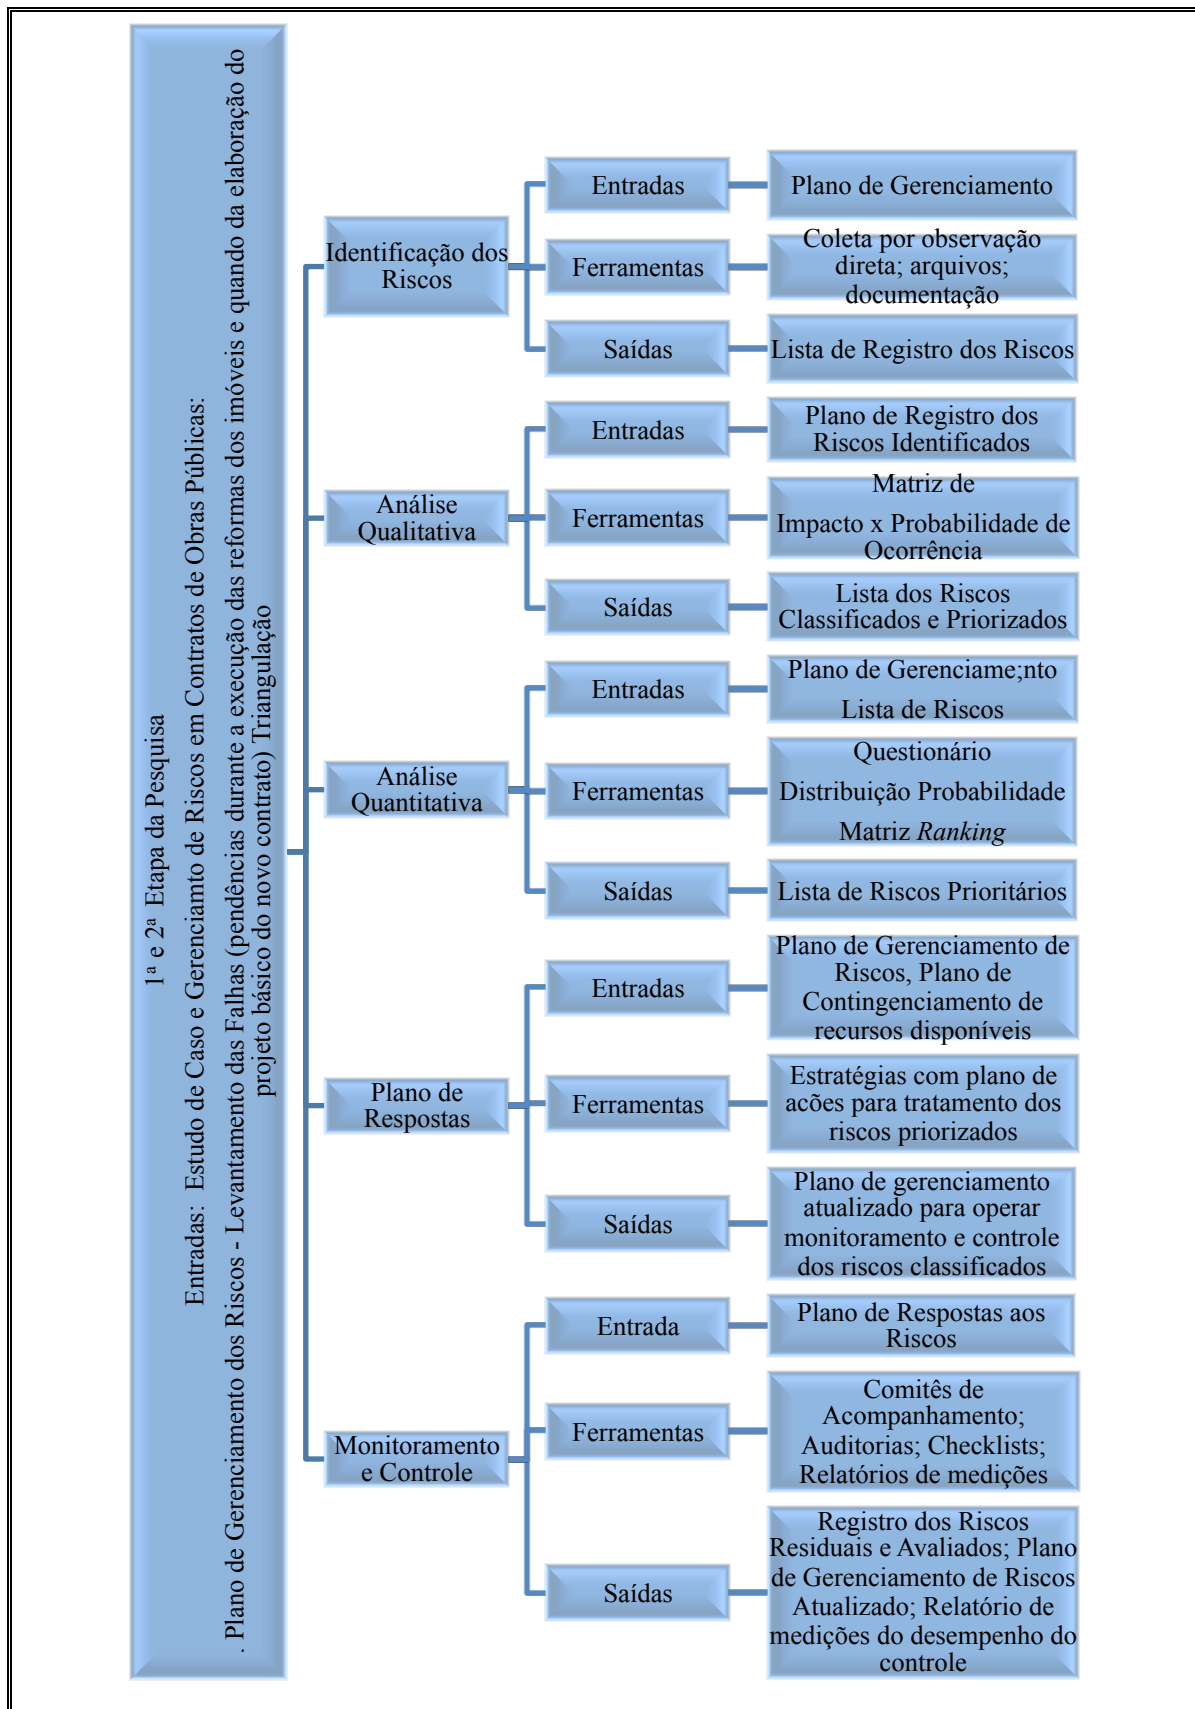 1ª e 2ª Etapa da Pesquisa
Entradas: Estudo de Caso e Gerenciamnto de Riscos em Contratos de Obras Públicas:
. Plano de Gerenciamento dos Riscos - Levantamento das Falhas (pendências durante a execução das reformas dos imóveis e quando da elaboração do
projeto básico do novo contrato) Triangulação
Identificação dos
Riscos
Entradas
Plano de Gerenciamento
Ferramentas
Coleta por observação
direta; arquivos;
documentação
Saídas
Lista de Registro dos Riscos
Análise
Qualitativa
Entradas
Plano de Registro dos
Riscos Identificados
Ferramentas
Matriz de
Impacto x Probabilidade de
Ocorrência
Saídas
Lista dos Riscos
Classificados e Priorizados
Análise
Quantitativa
Entradas
Plano de Gerenciame;nto
Lista de Riscos
Ferramentas
Questionário
Distribuição Probabilidade
Matriz Ranking
Saídas
Lista de Riscos Prioritários
Plano de
Respostas
Entradas
Plano de Gerenciamento de
Riscos, Plano de
Contingenciamento de
recursos disponíveis
Ferramentas
Estratégias com plano de
acões para tratamento dos
riscos priorizados
Saídas
Plano de gerenciamento
atualizado para operar
monitoramento e controle
dos riscos classificados
Monitoramento
e Controle
Entrada
Plano de Respostas aos
Riscos
Ferramentas
Comitês de
Acompanhamento;
Auditorias; Checklists;
Relatórios de medições
Saídas
Registro dos Riscos
Residuais e Avaliados; Plano
de Gerenciamento de Riscos
Atualizado; Relatório de
medições do desempenho do
controle